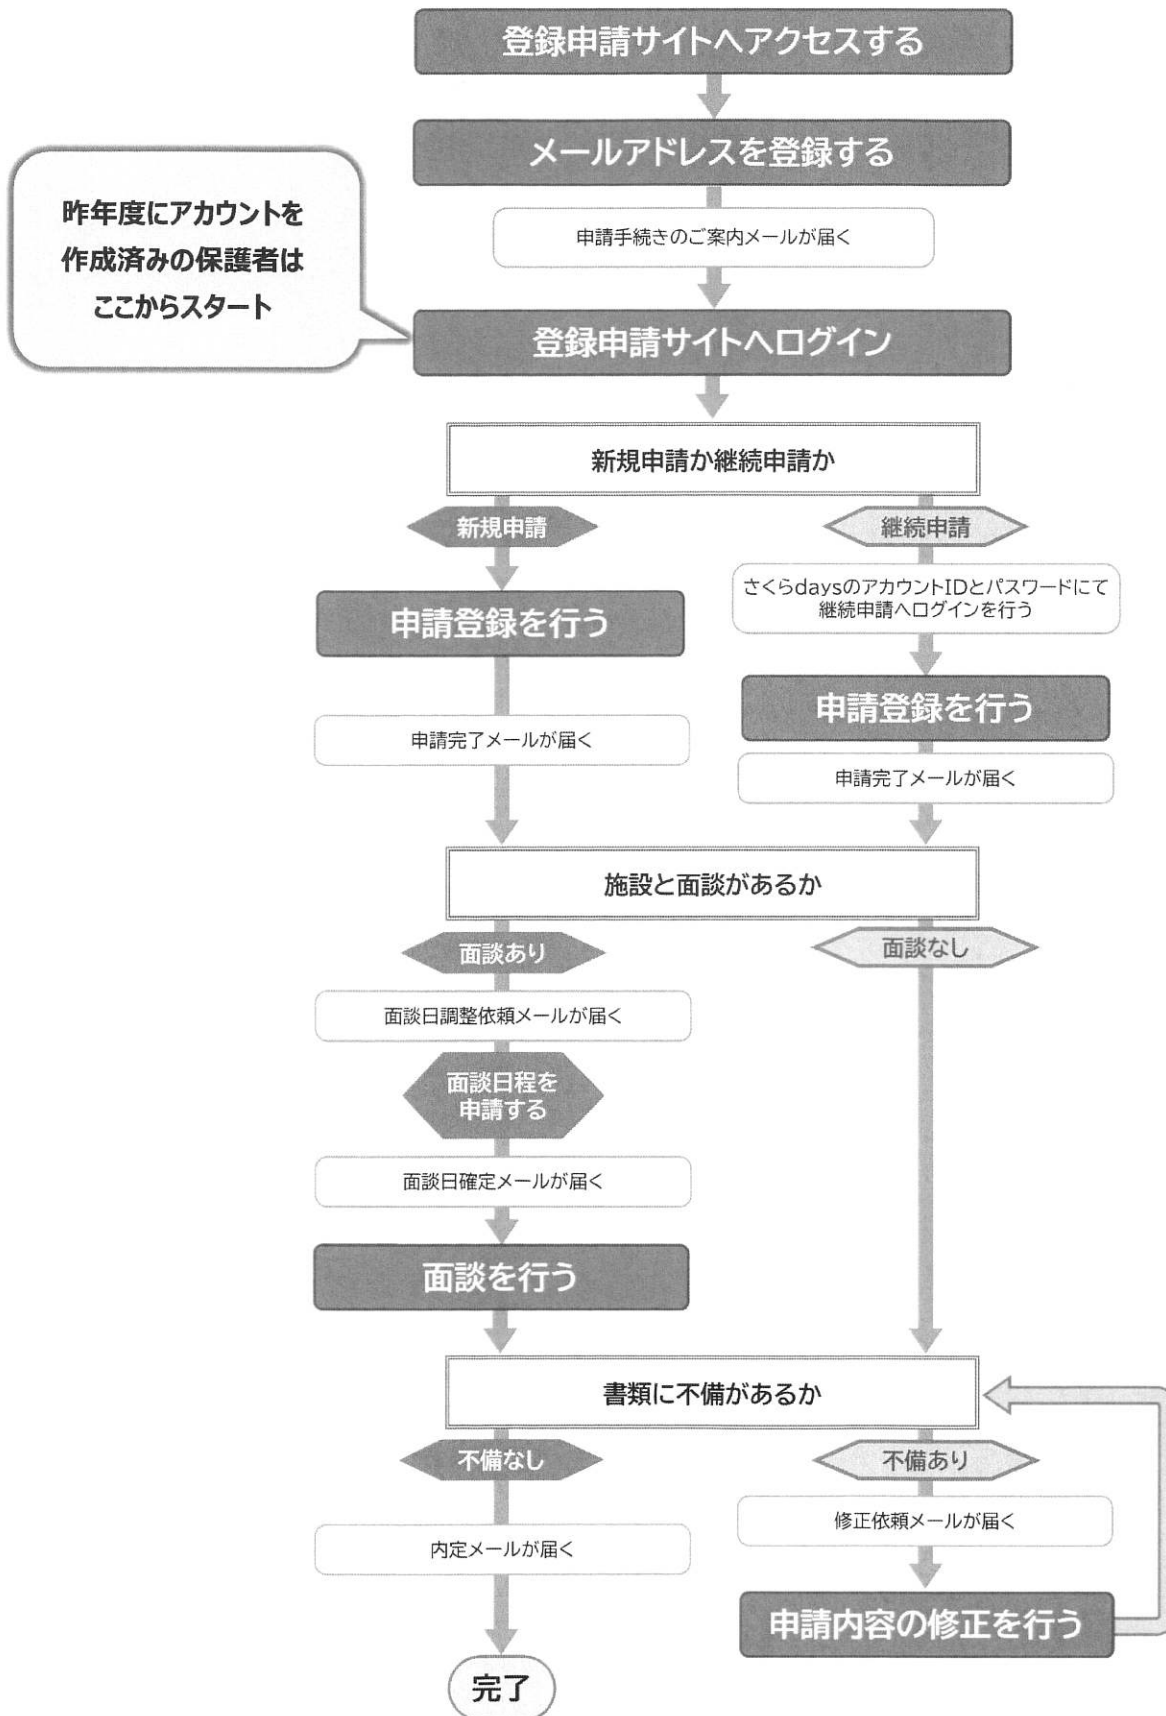 登録申請サイトへアクセスする
メールアドレスを登録する
昨年度にアカウントを
作成済みの保護者は
ここからスタート
申請手続きのご案内メールが届く
登録申請サイトへログイン
新規申請か継続申請か
新規申請
継続申請
さくらdaysのアカウントIDとパスワードにて
継続申請へログインを行う
申請登録を行う
申請登録を行う
申請完了メールが届く
申請完了メールが届く
施設と面談があるか
面談あり
面談なし
面談日調整依頼メールが届く
面談日程を
申請する
面談日確定メールが届く
面談を行う
書類に不備があるか
不備なし
不備あり
修正依頼メールが届く
内定メールが届く
申請内容の修正を行う
完了